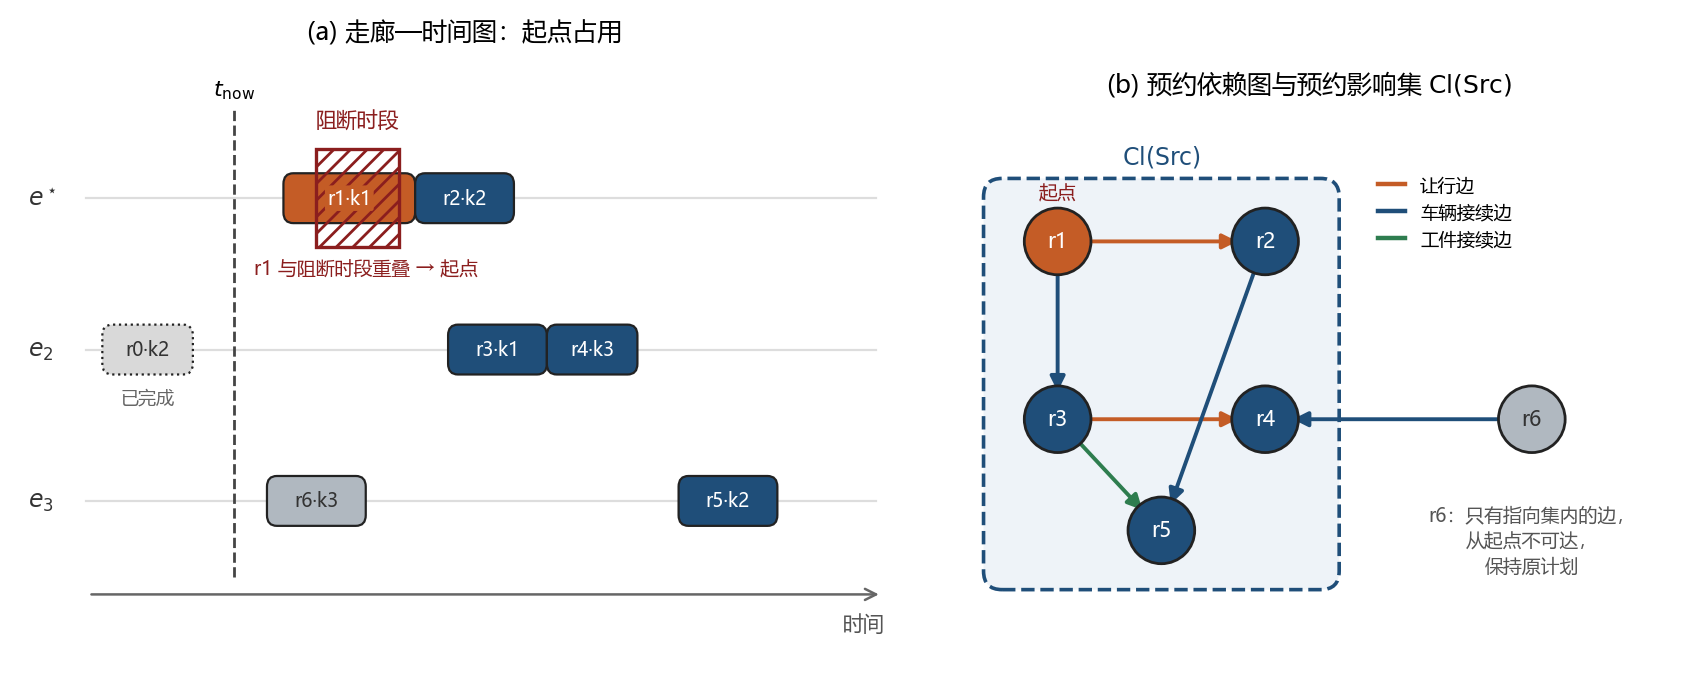 (a) 走廊—时间图：起点占用
t_now
阻断时段
e⋆
r1·k1
r2·k2
r1 与阻断时段重叠 → 起点
e₂
r0·k2
r3·k1
r4·k3
已完成
e₃
r6·k3
r5·k2
时间
(b) 预约依赖图与预约影响集 Cl(Src)
Cl(Src)
起点
让行边
车辆接续边
工件接续边
r1
r2
r3
r4
r6
r5
r6：只有指向集内的边，
从起点不可达，
保持原计划